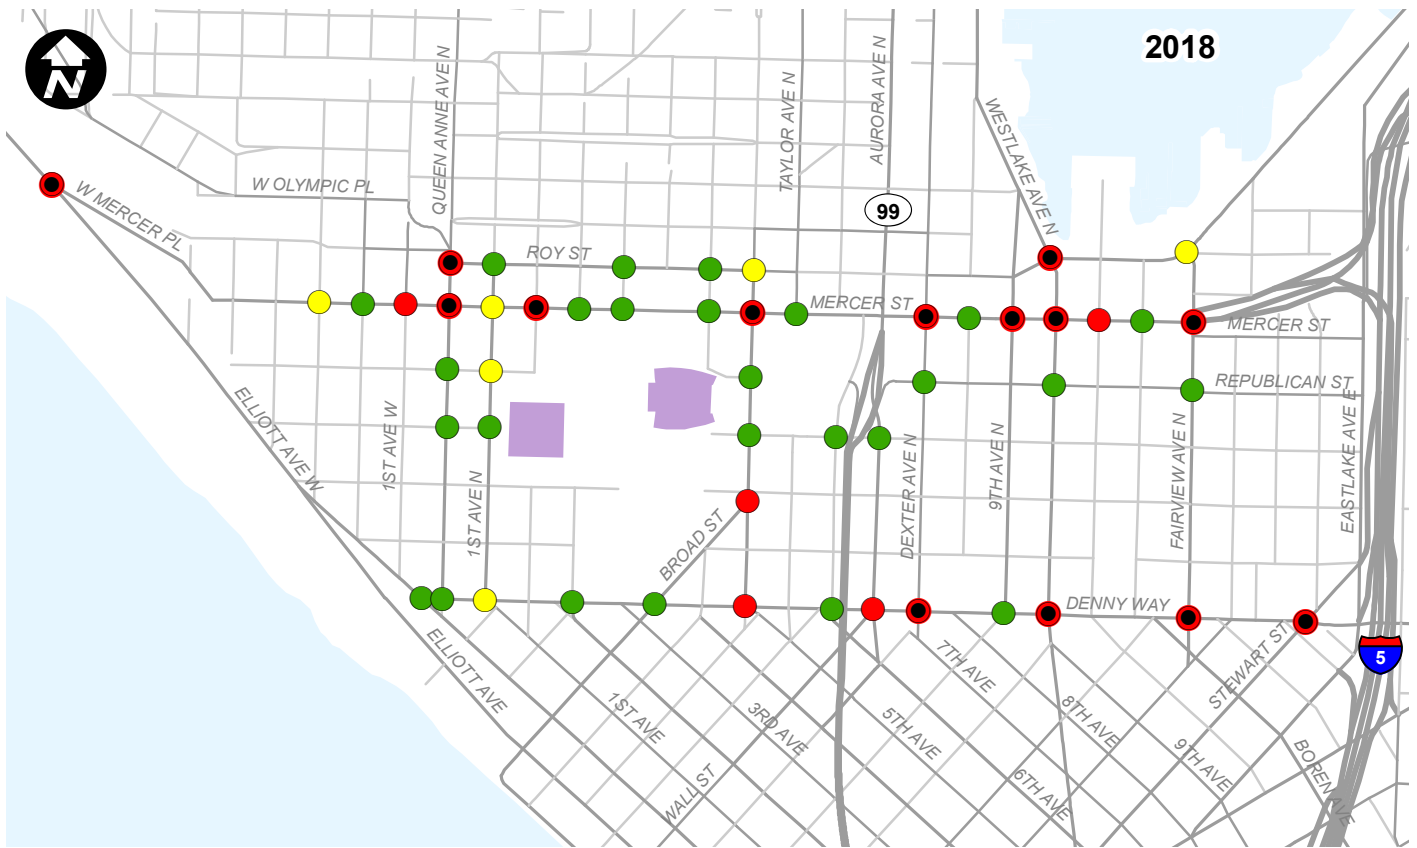 2018
N
QUEEN ANNE AVE N
TAYLOR AVE N
AURORA AVE N
WESTLAKE AVE N
W OLYMPIC PL
W MERCER PL
99
ROY ST
MERCER ST
MERCER ST
REPUBLICAN ST
ELLIOTT AVE W
1ST AVE W
1ST AVE N
BROAD ST
DEXTER AVE N
9TH AVE N
FAIRVIEW AVE N
EASTLAKE AVE E
DENNY WAY
ELLIOTT AVE
1ST AVE
3RD AVE
WALL ST
5TH AVE
7TH AVE
6TH AVE
8TH AVE
9TH AVE
STEWART ST
BOREN AVE
5